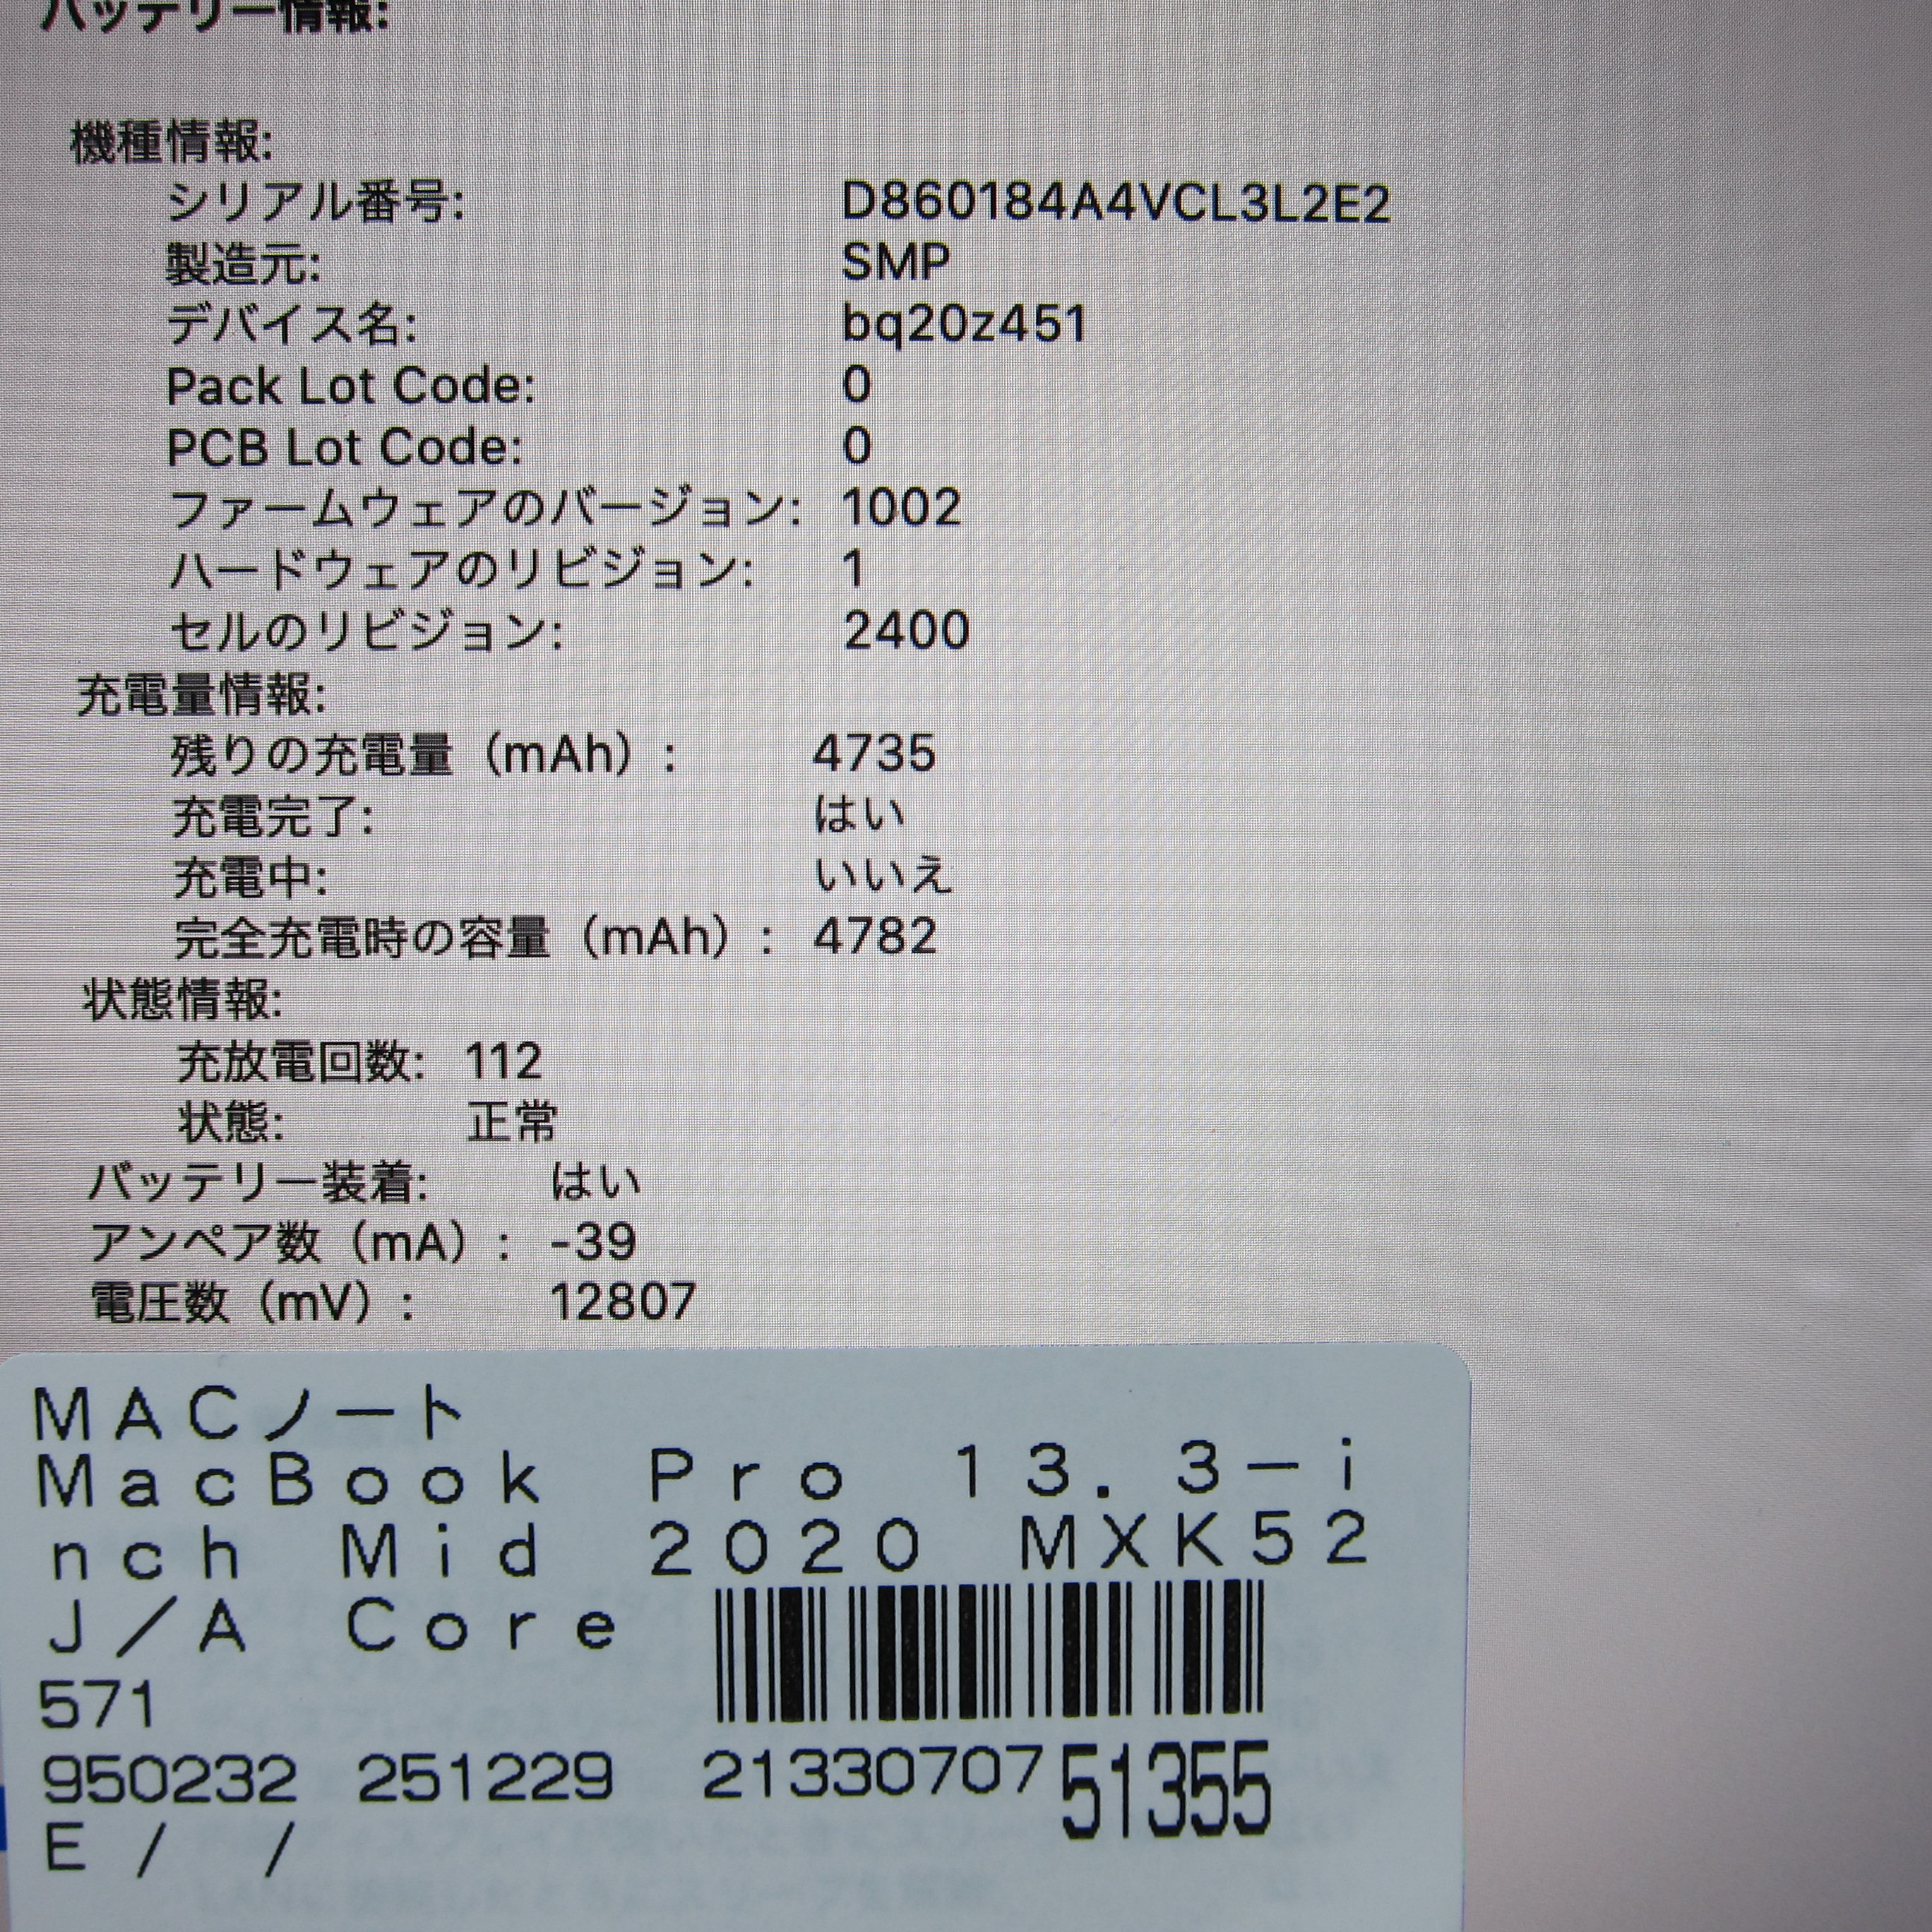 バッテリー情報:
機種情報:
シリアル番号: D860184A4VCL3L2E2
製造元: SMP
デバイス名: bq20z451
Pack Lot Code: 0
PCB Lot Code: 0
ファームウェアのバージョン: 1002
ハードウェアのリビジョン: 1
セルのリビジョン: 2400
充電量情報:
残りの充電量（mAh）: 4735
充電完了: はい
充電中: いいえ
完全充電時の容量（mAh）: 4782
状態情報:
充放電回数: 112
状態: 正常
バッテリー装着: はい
アンペア数（mA）: -39
電圧数（mV）: 12807
MACノート
MacBook Pro 13.3-i
nch Mid 2020 MXK52
J/A Core
571
950232 251229 2133070751355
E / /